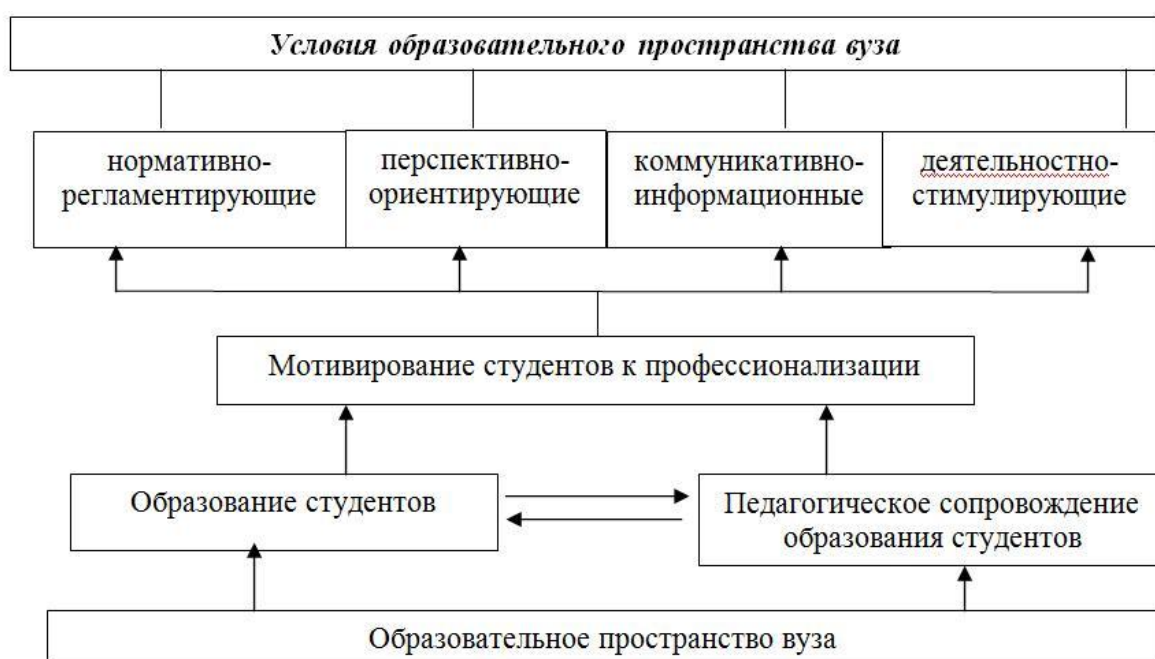 Условия образовательного пространства вуза
нормативно-
регламентирующие
перспективно-
ориентирующие
коммуникативно-
информационные
деятельностно-
стимулирующие
Мотивирование студентов к профессионализации
Образование студентов
Педагогическое сопровождение
образования студентов
Образовательное пространство вуза